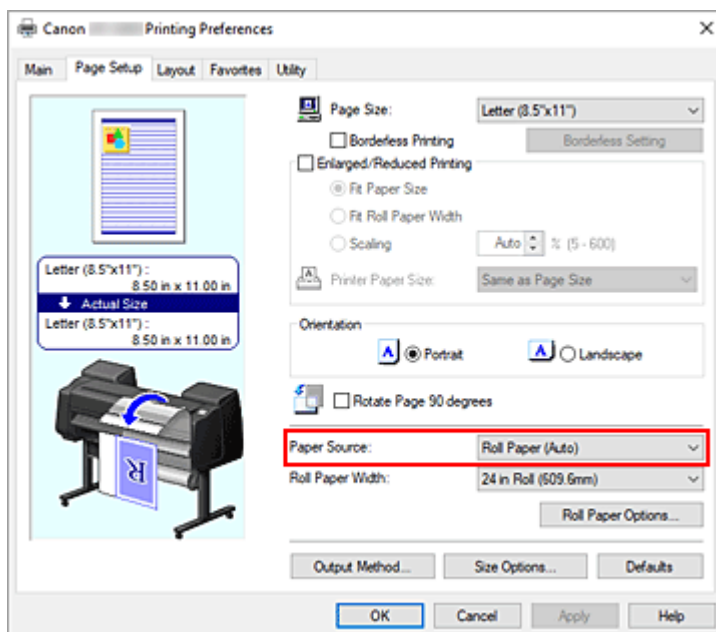 Canon Printing Preferences
Main Page Setup Layout Favorites Utility
Page Size: Letter (8.5"x11")
Borderless Printing Borderless Setting
Enlarged/Reduced Printing
Fit Paper Size
Fit Roll Paper Width
Scaling Auto % (5 - 600)
Printer Paper Size: Same as Page Size
Letter (8.5"x11") :
8.50 in x 11.00 in
Actual Size
Letter (8.5"x11") :
8.50 in x 11.00 in
Orientation
A Portrait A Landscape
Rotate Page 90 degrees
Paper Source: Roll Paper (Auto)
Roll Paper Width: 24 in Roll (609.6mm)
R
Roll Paper Options...
Output Method... Size Options... Defaults
OK Cancel Apply Help